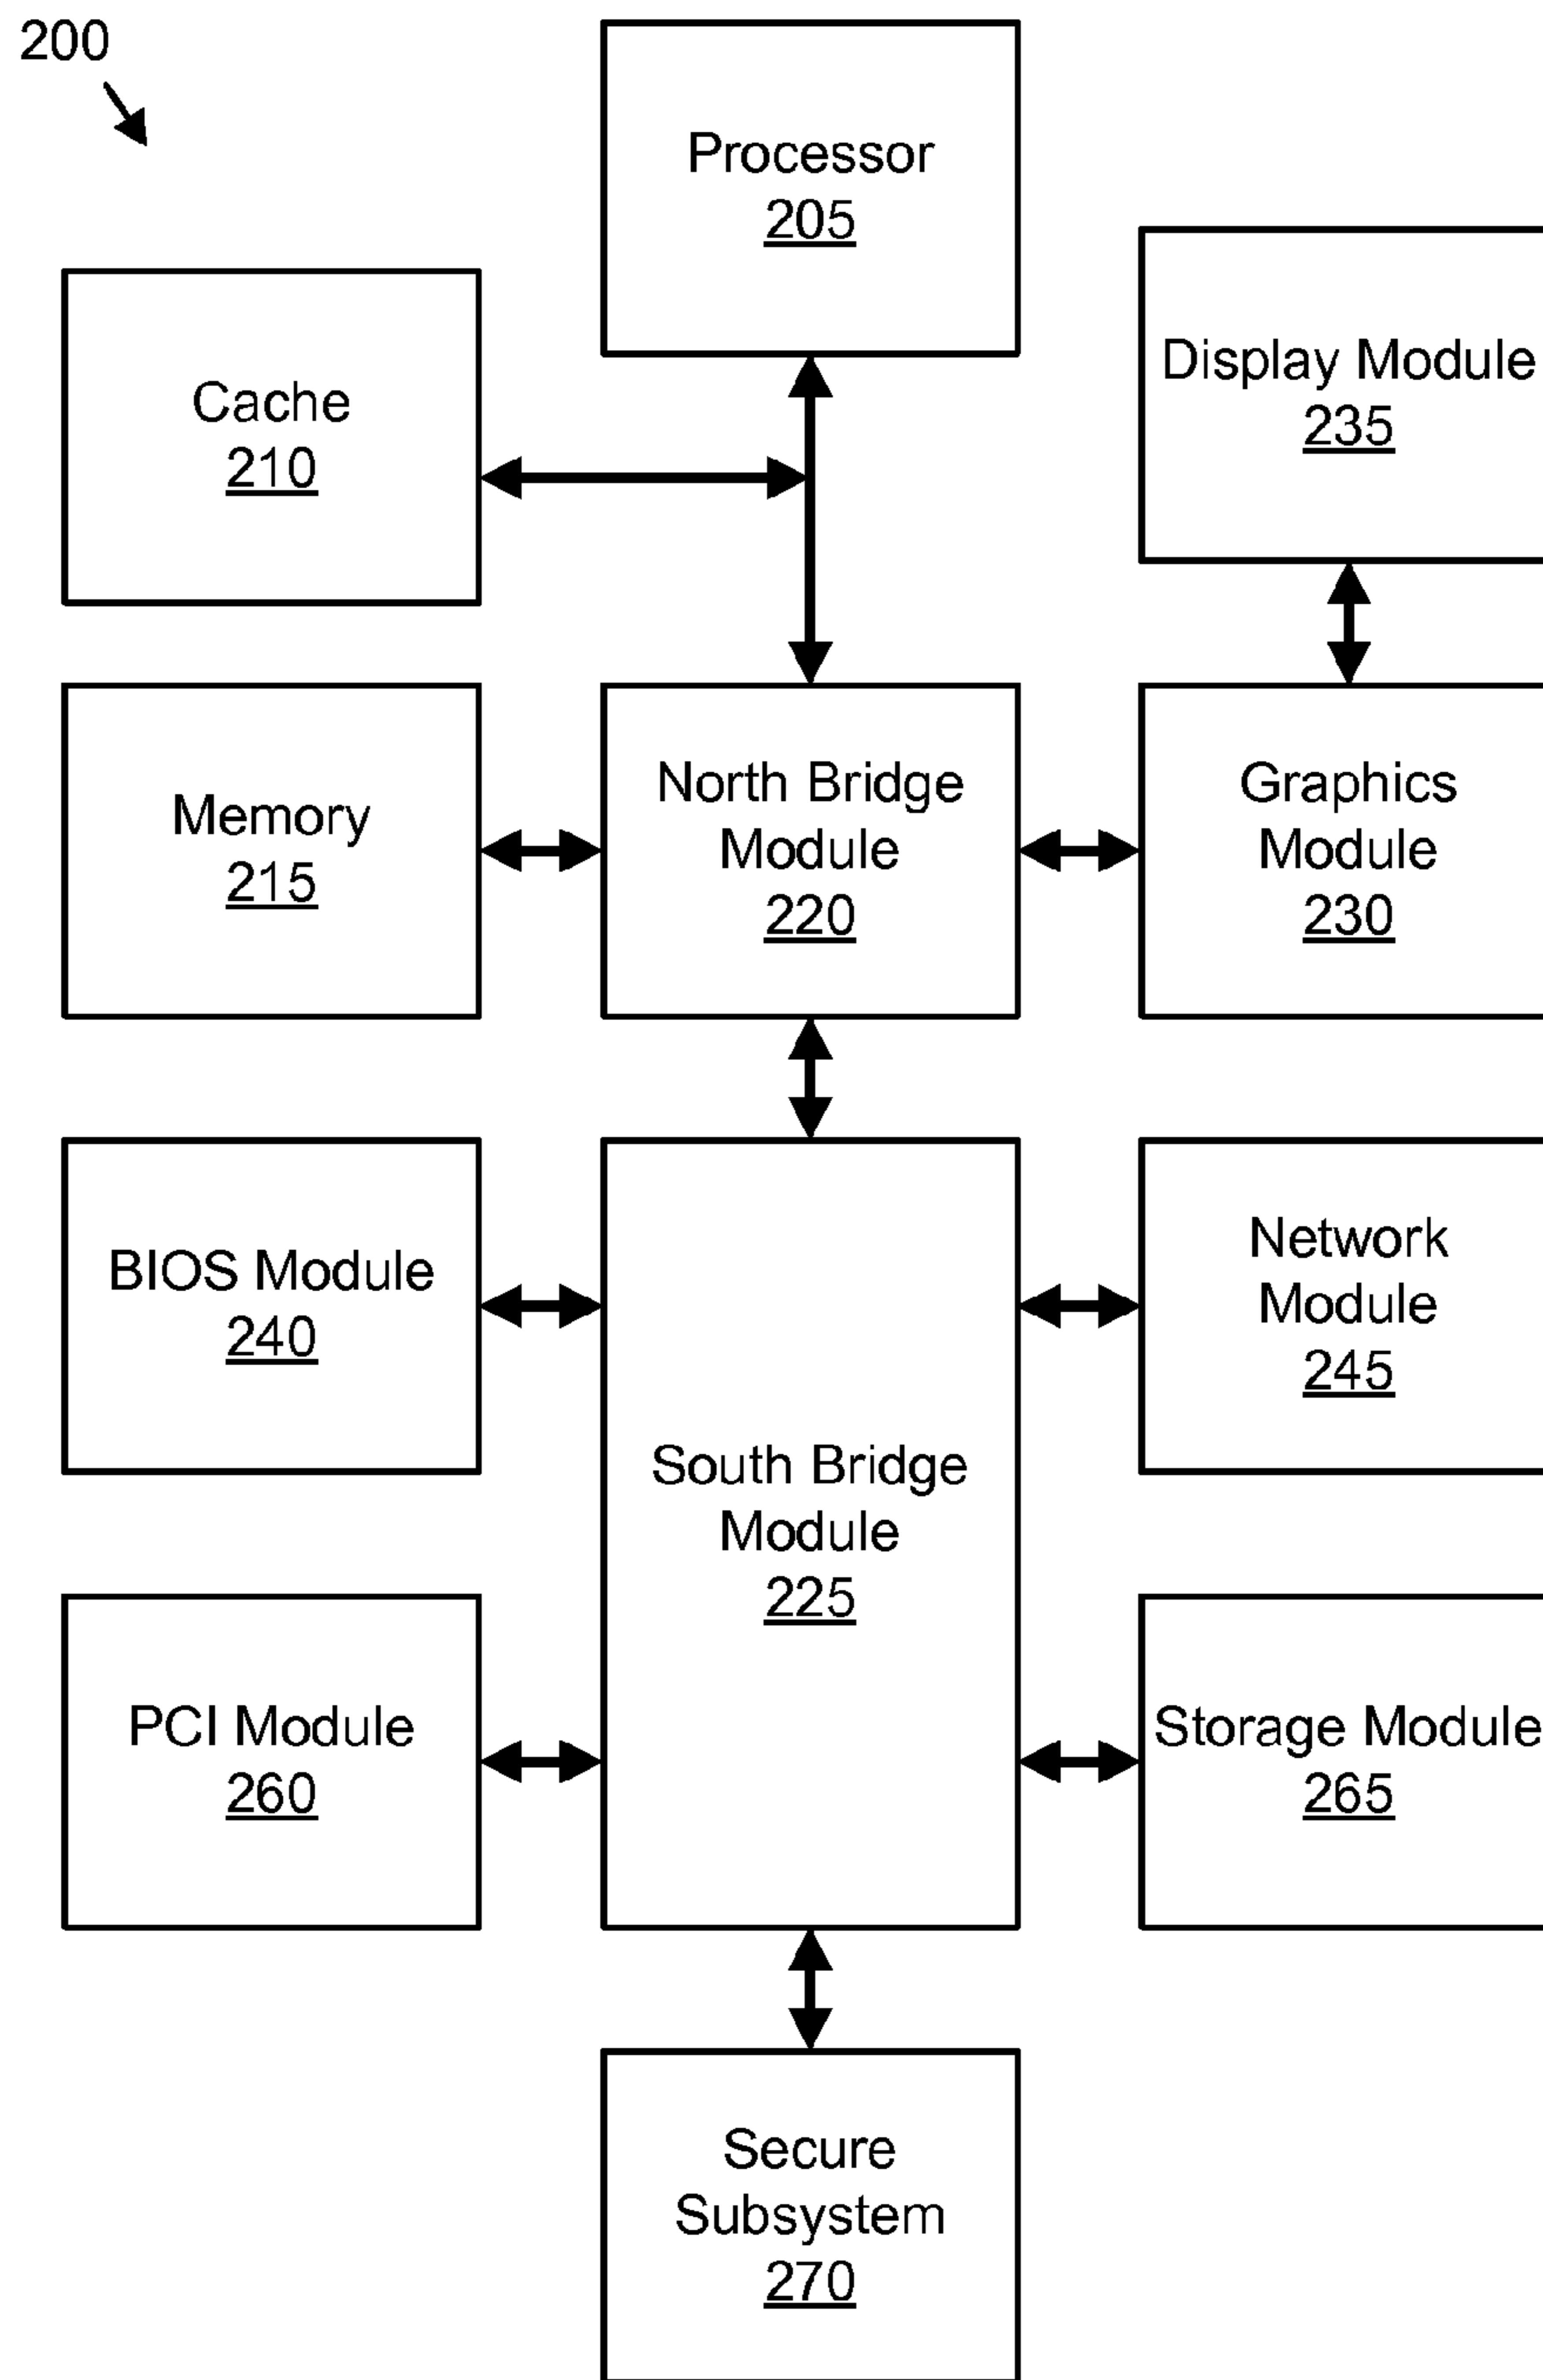 200
Processor
205
Display Module
235
Cache
210
Memory
215
North Bridge
Module
220
Graphics
Module
230
BIOS Module
240
Network
Module
245
South Bridge
Module
225
PCI Module
260
Storage Module
265
Secure
Subsystem
270